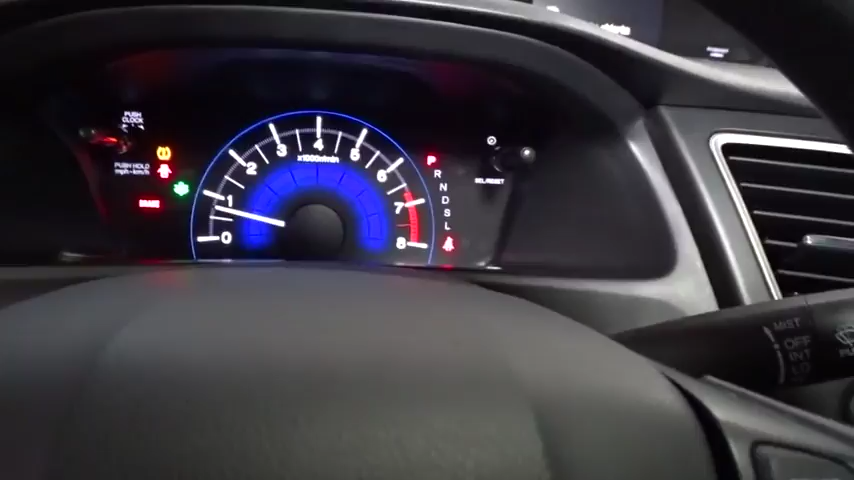 PUSH
CLOCK
PUSH HOLD
mph↔km/h
BRAKE
0
1
2
3
4
5
6
7
8
x1000r/min
P
R
N
D
S
L
SEL/RESET
MIST
OFF
INT
LO